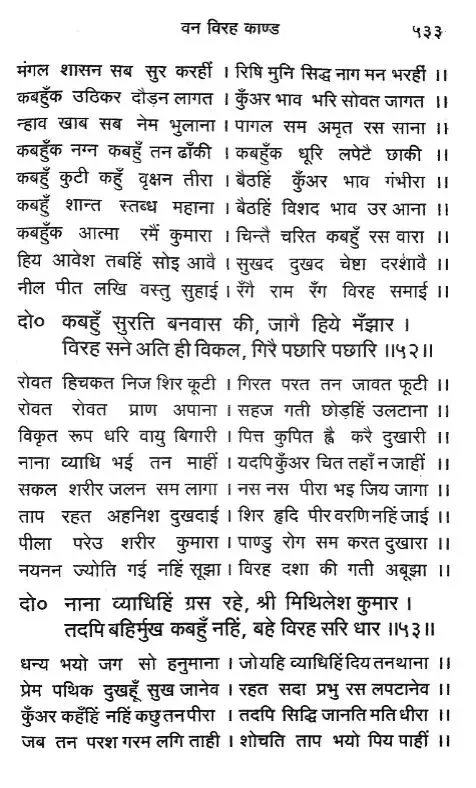 वन विरह काण्ड ५३३
मंगल शासन सब सुर करहीं । रिषि मुनि सिद्ध नाग मन भरहीं ।।
कबहुँक उठिकर दौड़न लागत । कुँअर भाव भरि सोवत जागत ।।
न्हाव खाब सब नेम भुलाना । पागल सम अमृत रस साना ।।
कबहुँक नग्न कबहुँ तन ढाँकी । कबहुँक धूरि लपेटै छाकी ।।
कबहुँ कुटी कहुँ वृक्षन तीरा । बैठहिं कुँअर भाव गंभीरा ।।
कबहुँ शान्त स्तब्ध महाना । बैठहिं विशद भाव उर आना ।।
कबहुँक आत्मा रमैं कुमारा । चिन्तै चरित कबहुँ रस वारा ।।
हिय आवेश तबहिं सोइ आवै । सुखद दुखद चेष्टा दरशावै ।।
नील पीत लखि वस्तु सुहाई । रँगै राम रँग विरह समाई ।।
दो० कबहुँ सुरति बनवास की, जागै हिये मँझार ।
विरह सने अति ही विकल, गिरै पछारि पछारि ।।५२।।
रोवत हिचकत निज शिर कूटी । गिरत परत तन जावत फूटी ।।
रोवत रोवत प्राण अपाना । सहज गती छोड़हिं उलटाना ।।
विकृत रूप धरि वायु बिगारी । पित्त कुपित ह्वै करै दुखारी ।।
नाना व्याधि भई तन माहीं । यदपि कुँअर चित तहाँ न जाहीं ।।
सकल शरीर जलन सम लागा । नस नस पीरा भइ जिय जागा ।।
ताप रहत अहनिश दुखदाई । शिर हृदि पीर वरणि नहिं जाई ।।
पीला परेउ शरीर कुमारा । पाण्डु रोग सम करत दुखारा ।।
नयनन ज्योति गई नहिं सूझा । विरह दशा की गती अबूझा ।।
दो० नाना व्याधिहिं ग्रस रहे, श्री मिथिलेश कुमार ।
तदपि बहिर्मुख कबहुँ नहिं, बहे विरह सरि धार ।।५३।।
धन्य भयो जग सो हनुमाना । जो यहि व्याधिहिं दिय तन थाना ।।
प्रेम पथिक दुखहूँ सुख जानेव । रहत सदा प्रभु रस लपटानेव ।।
कुँअर कहँहिं नहिं कछु तन पीरा । तदपि सिद्धि जानति मति धीरा ।।
जब तन परश गरम लगि ताही । शोचति ताप भयो पिय पाहीं ।।